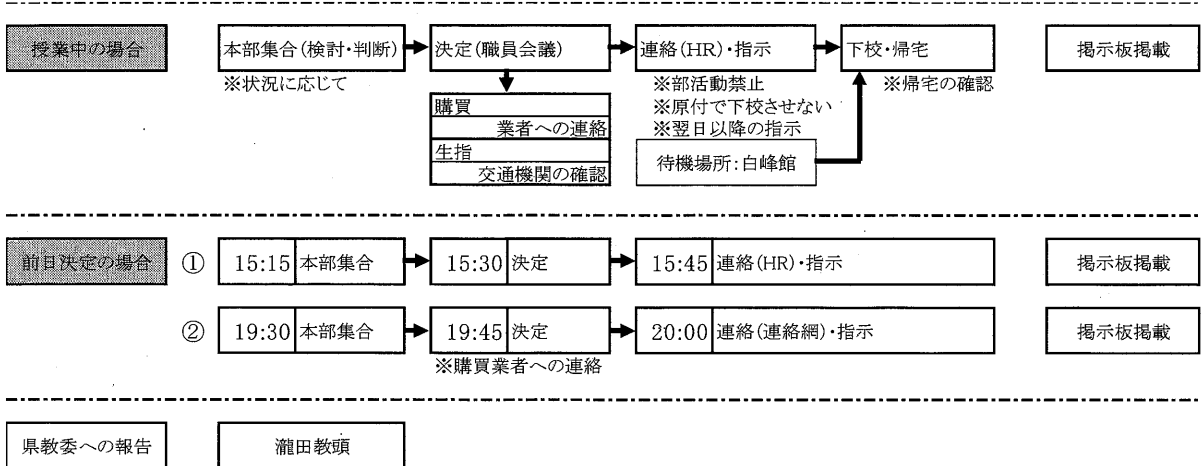 授業中の場合
本部集合(検討・判断)
決定(職員会議)
連絡(HR)・指示
下校・帰宅
掲示板掲載
※状況に応じて
※部活動禁止
※帰宅の確認
※原付で下校させない
※翌日以降の指示
購買
業者への連絡
生指
交通機関の確認
待機場所:白峰館
前日決定の場合
① 15:15 本部集合 15:30 決定 15:45 連絡(HR)・指示 掲示板掲載
② 19:30 本部集合 19:45 決定 20:00 連絡(連絡網)・指示 掲示板掲載
※購買業者への連絡
県教委への報告 瀧田教頭